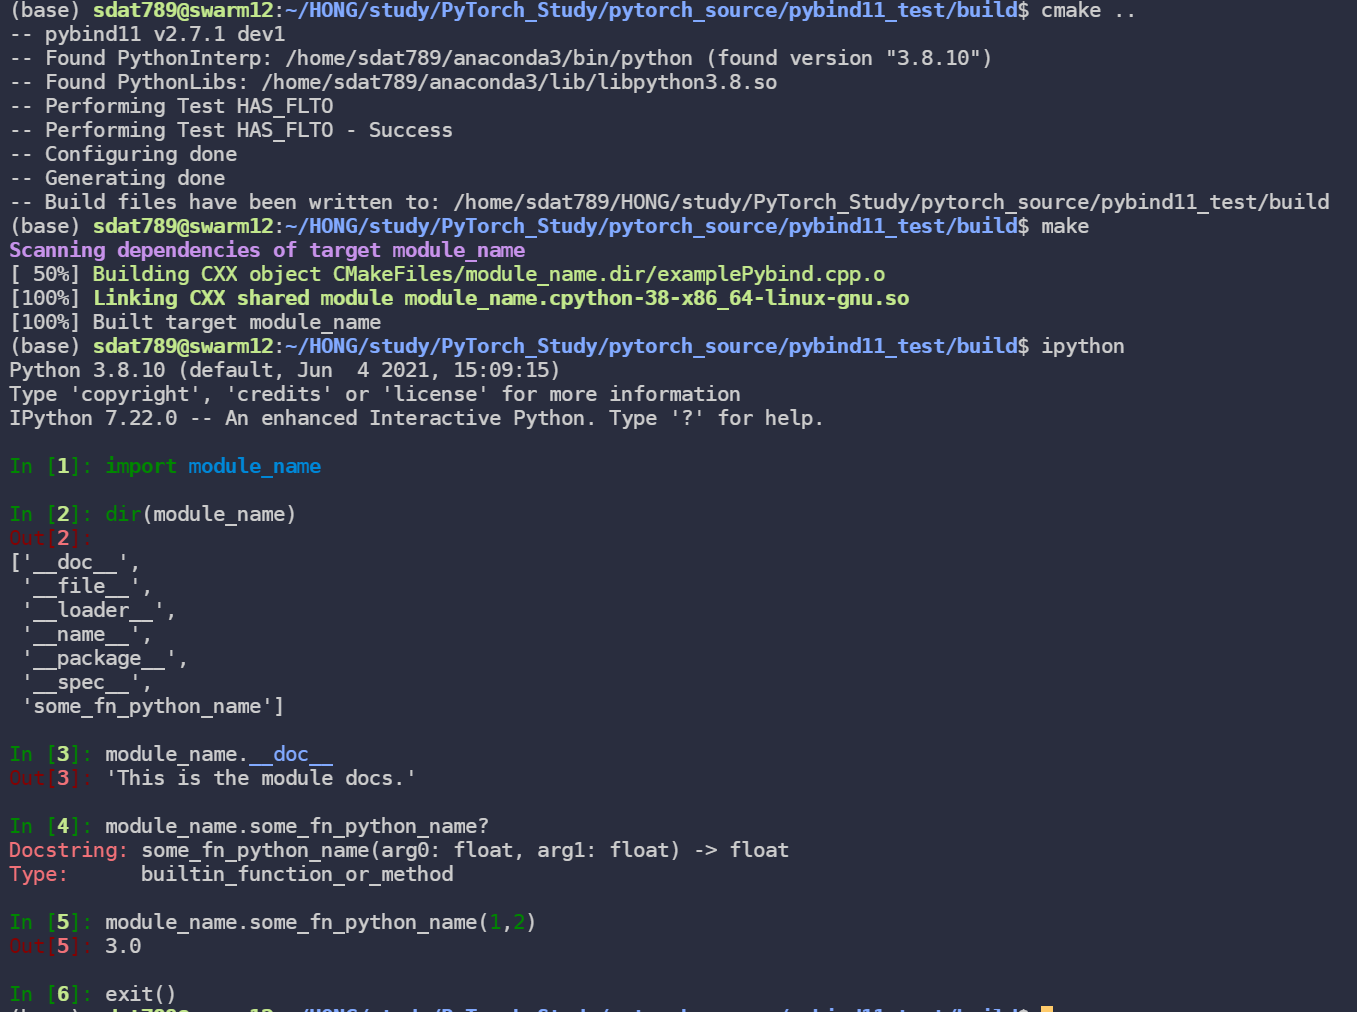 (base) sdat789@swarm12:~/HONG/study/PyTorch_Study/pytorch_source/pybind11_test/build$ cmake ..
-- pybind11 v2.7.1 dev1
-- Found PythonInterp: /home/sdat789/anaconda3/bin/python (found version "3.8.10")
-- Found PythonLibs: /home/sdat789/anaconda3/lib/libpython3.8.so
-- Performing Test HAS_FLTO
-- Performing Test HAS_FLTO - Success
-- Configuring done
-- Generating done
-- Build files have been written to: /home/sdat789/HONG/study/PyTorch_Study/pytorch_source/pybind11_test/build
(base) sdat789@swarm12:~/HONG/study/PyTorch_Study/pytorch_source/pybind11_test/build$ make
Scanning dependencies of target module_name
[ 50%] Building CXX object CMakeFiles/module_name.dir/examplePybind.cpp.o
[100%] Linking CXX shared module module_name.cpython-38-x86_64-linux-gnu.so
[100%] Built target module_name
(base) sdat789@swarm12:~/HONG/study/PyTorch_Study/pytorch_source/pybind11_test/build$ ipython
Python 3.8.10 (default, Jun  4 2021, 15:09:15)
Type 'copyright', 'credits' or 'license' for more information
IPython 7.22.0 -- An enhanced Interactive Python. Type '?' for help.
In [1]: import module_name
In [2]: dir(module_name)
Out[2]:
['__doc__',
 '__file__',
 '__loader__',
 '__name__',
 '__package__',
 '__spec__',
 'some_fn_python_name']
In [3]: module_name.__doc__
Out[3]: 'This is the module docs.'
In [4]: module_name.some_fn_python_name?
Docstring: some_fn_python_name(arg0: float, arg1: float) -> float
Type:      builtin_function_or_method
In [5]: module_name.some_fn_python_name(1,2)
Out[5]: 3.0
In [6]: exit()
(base) sdat789@swarm12:~/HONG/study/PyTorch_Study/pytorch_source/pybind11_test/build$